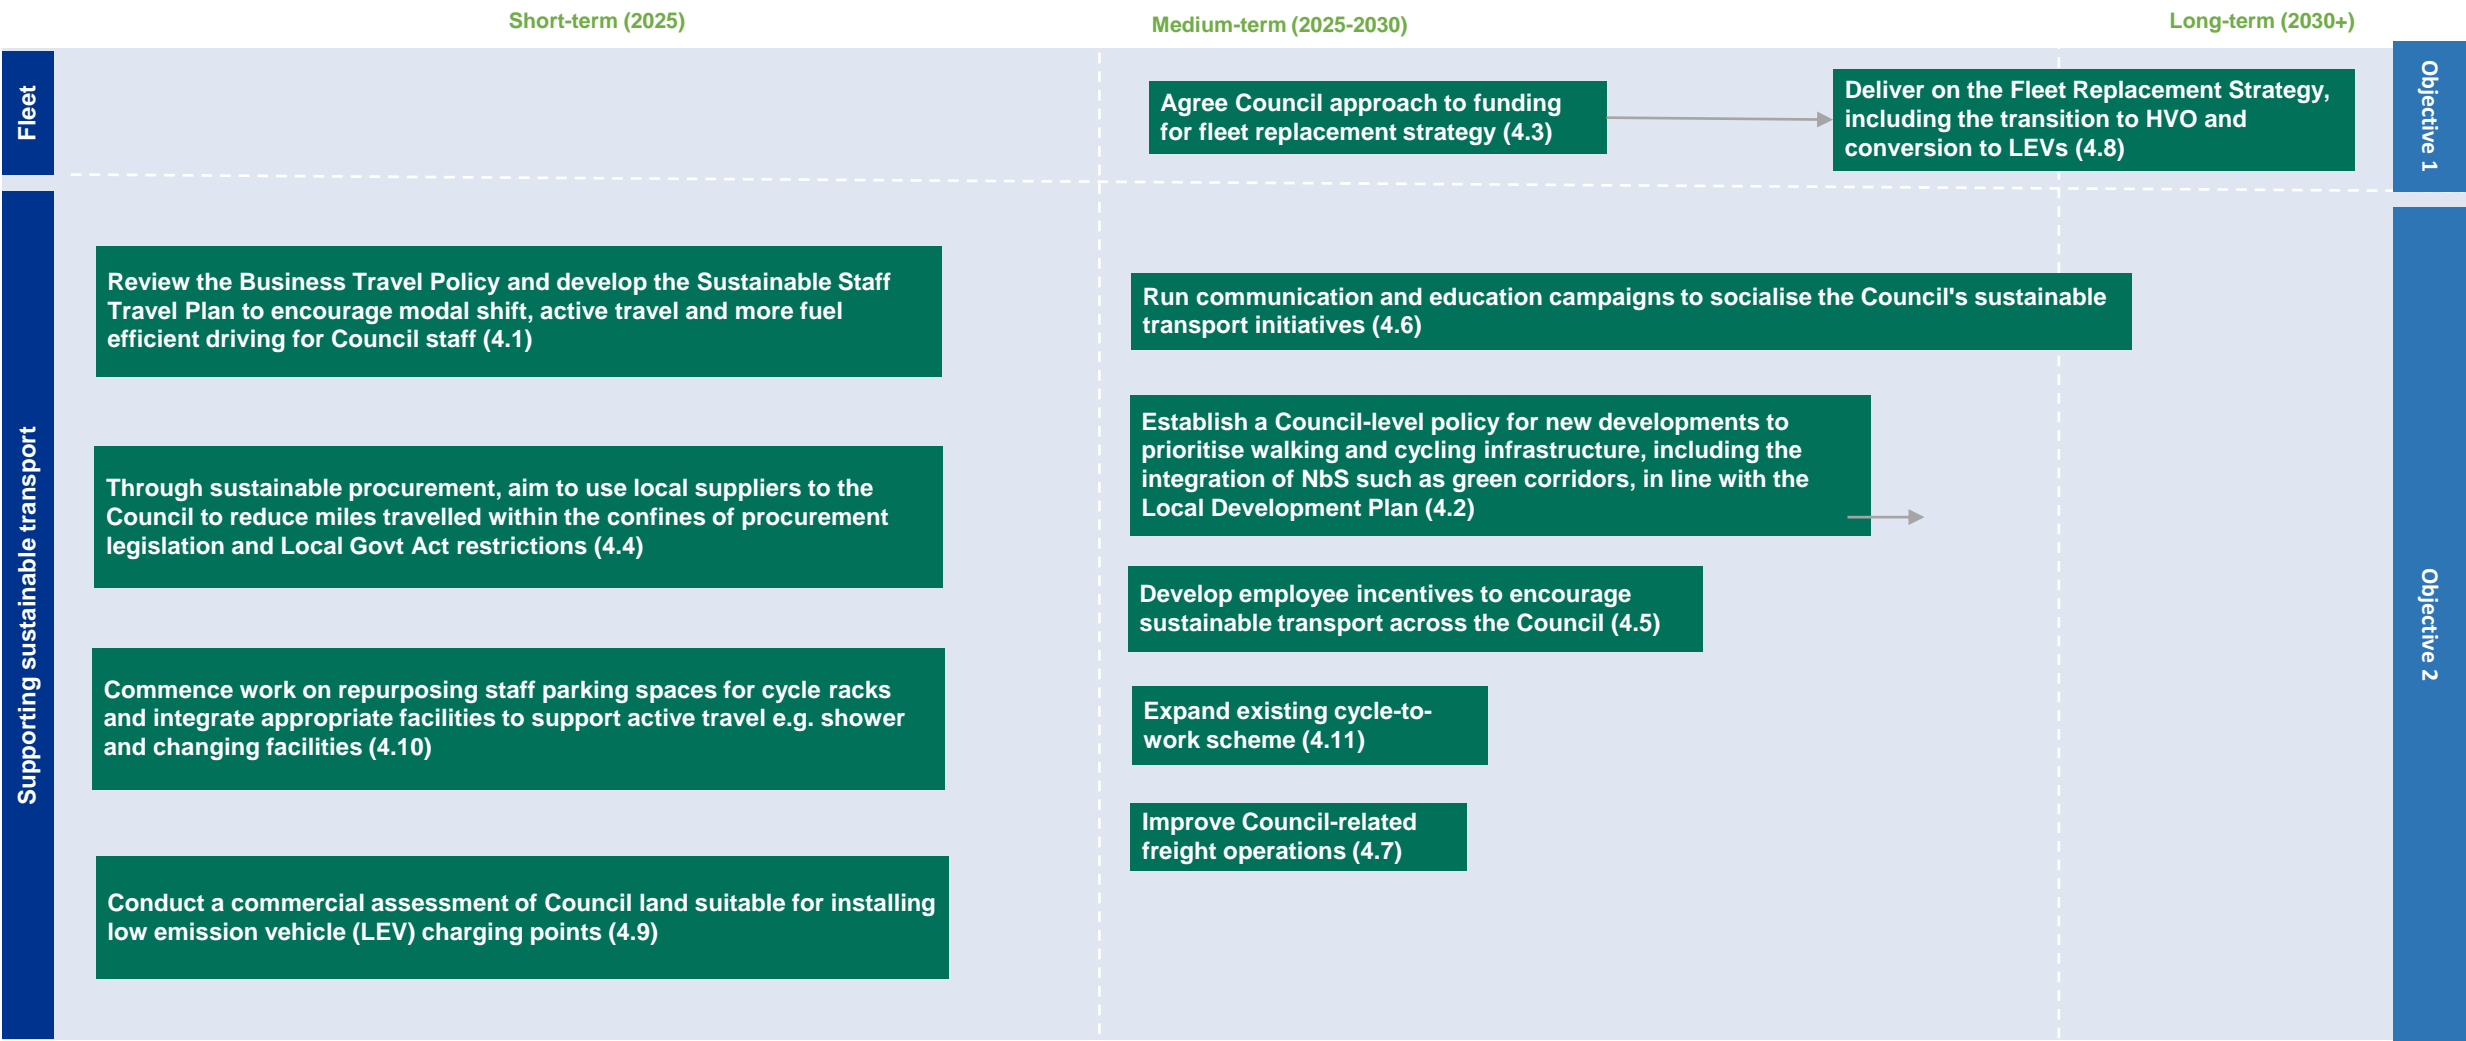 Short-term (2025)
Medium-term (2025-2030)
Long-term (2030+)
Fleet
Agree Council approach to funding
for fleet replacement strategy (4.3)
Deliver on the Fleet Replacement Strategy,
including the transition to HVO and
conversion to LEVs (4.8)
Objective 1
Supporting sustainable transport
Review the Business Travel Policy and develop the Sustainable Staff
Travel Plan to encourage modal shift, active travel and more fuel
efficient driving for Council staff (4.1)
Through sustainable procurement, aim to use local suppliers to the
Council to reduce miles travelled within the confines of procurement
legislation and Local Govt Act restrictions (4.4)
Commence work on repurposing staff parking spaces for cycle racks
and integrate appropriate facilities to support active travel e.g. shower
and changing facilities (4.10)
Conduct a commercial assessment of Council land suitable for installing
low emission vehicle (LEV) charging points (4.9)
Run communication and education campaigns to socialise the Council's sustainable
transport initiatives (4.6)
Establish a Council-level policy for new developments to
prioritise walking and cycling infrastructure, including the
integration of NbS such as green corridors, in line with the
Local Development Plan (4.2)
Develop employee incentives to encourage
sustainable transport across the Council (4.5)
Expand existing cycle-to-
work scheme (4.11)
Improve Council-related
freight operations (4.7)
Objective 2